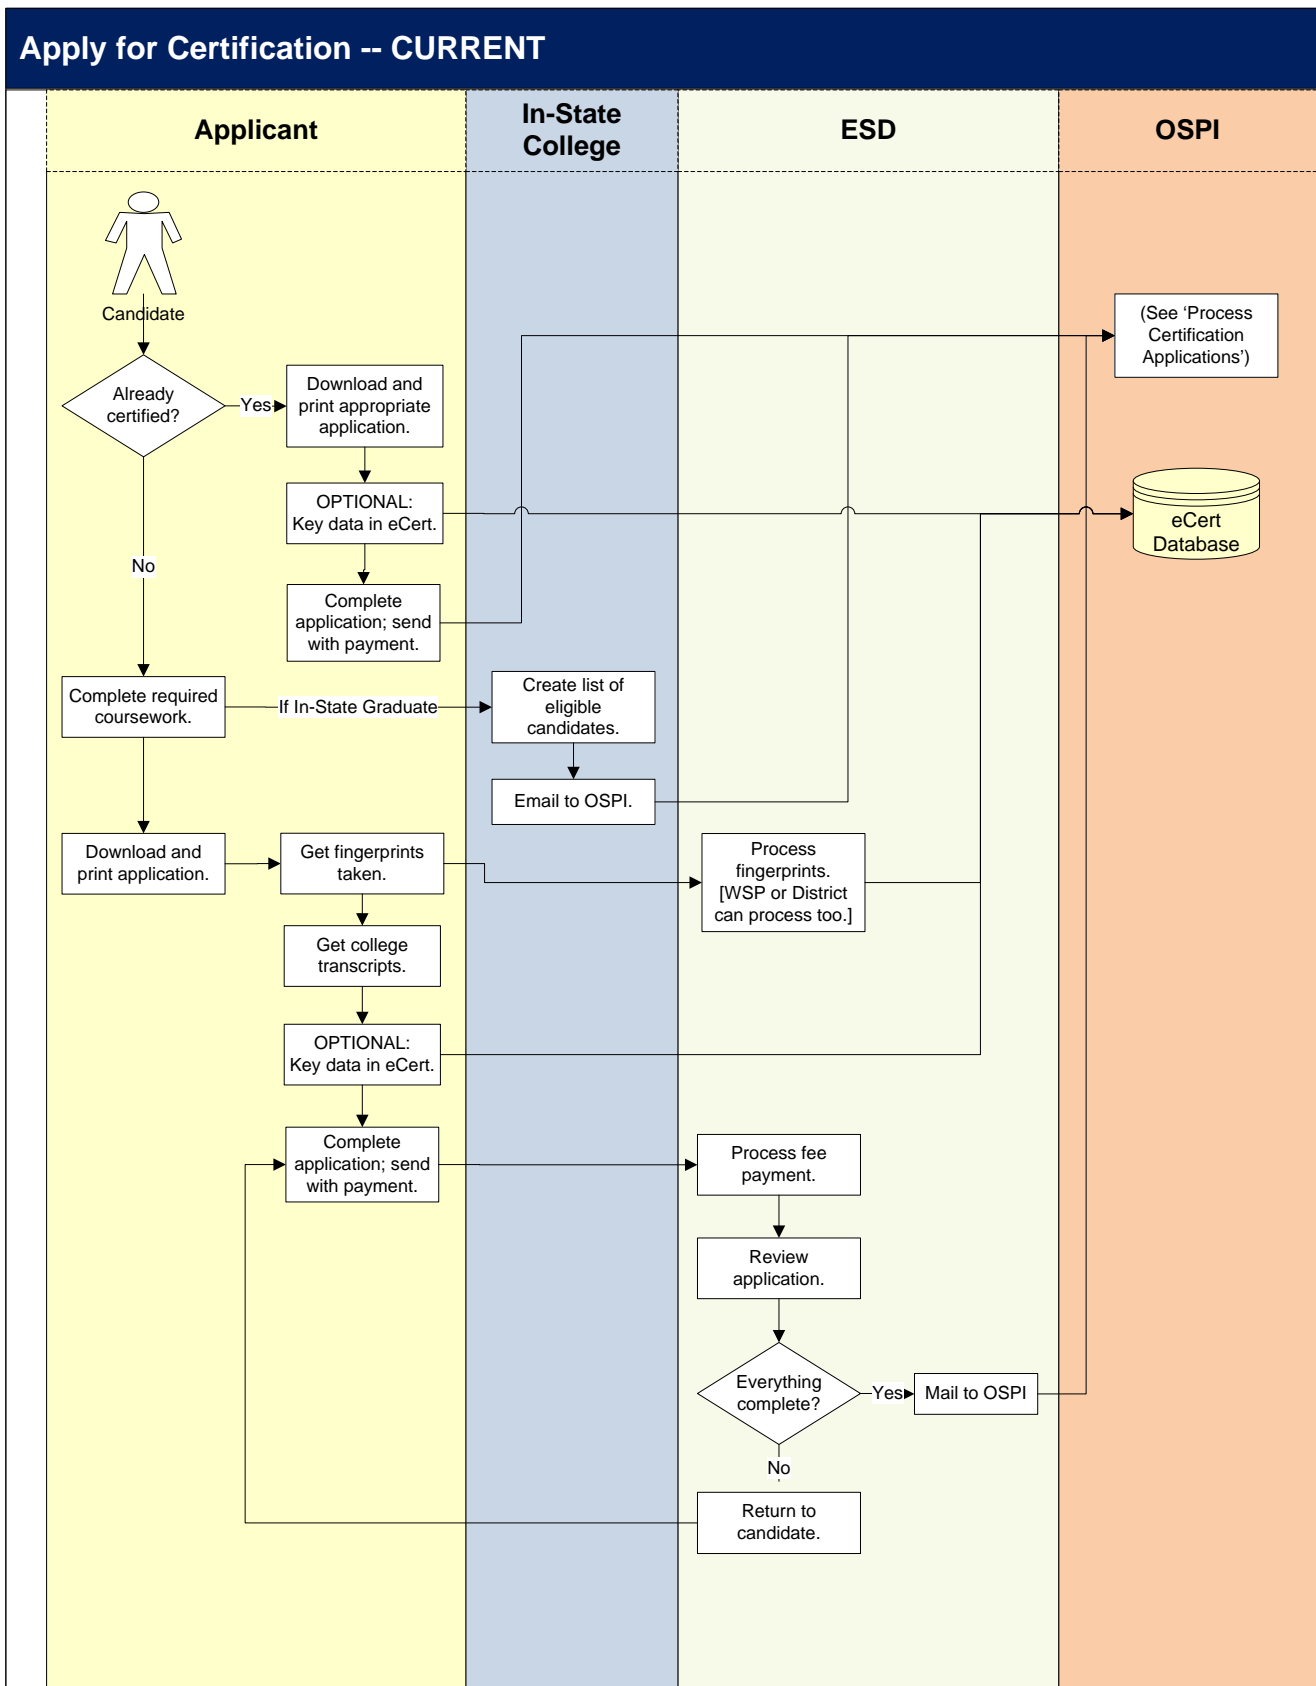 Apply for Certification -- CURRENT
Applicant
In-State
College
ESD
OSPI
Candidate
(See ‘Process
Certification
Applications’)
Already
certified?
Yes
Download and
print appropriate
application.
OPTIONAL:
Key data in eCert.
eCert
Database
No
Complete
application; send
with payment.
Complete required
coursework.
If In-State Graduate
Create list of
eligible
candidates.
Email to OSPI.
Download and
print application.
Get fingerprints
taken.
Process
fingerprints.
[WSP or District
can process too.]
Get college
transcripts.
OPTIONAL:
Key data in eCert.
Complete
application; send
with payment.
Process fee
payment.
Review
application.
Everything
complete?
Yes
Mail to OSPI
No
Return to
candidate.